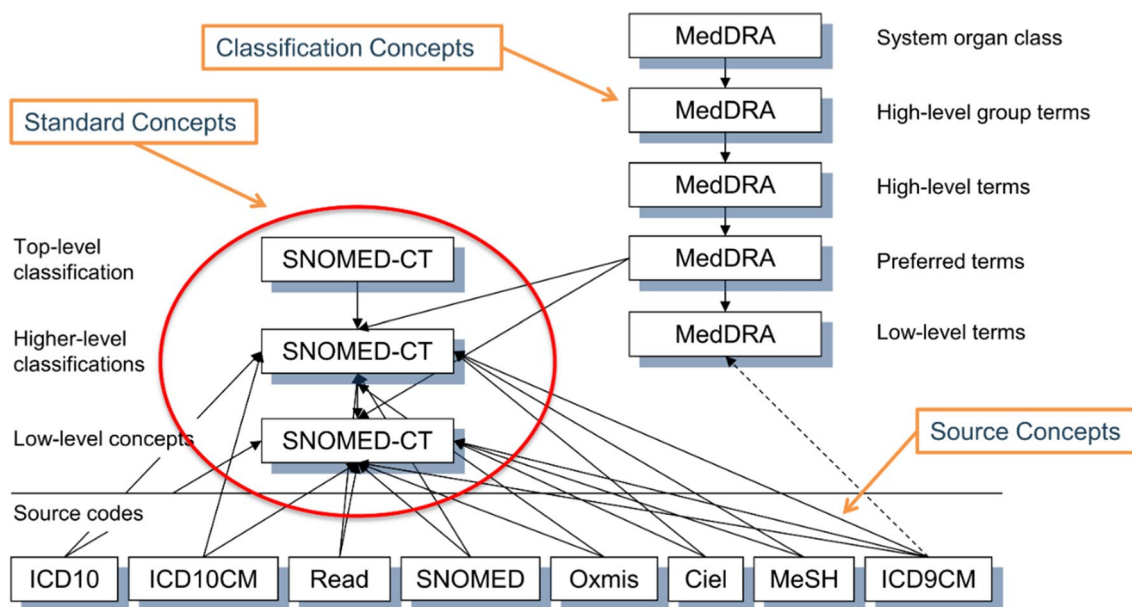 Classification Concepts
MedDRA
System organ class
Standard Concepts
MedDRA
High-level group terms
MedDRA
High-level terms
Top-level
classification
SNOMED-CT
MedDRA
Preferred terms
Higher-level
classifications
SNOMED-CT
MedDRA
Low-level terms
Low-level concepts
SNOMED-CT
Source Concepts
Source codes
ICD10
ICD10CM
Read
SNOMED
Oxmis
Ciel
MeSH
ICD9CM